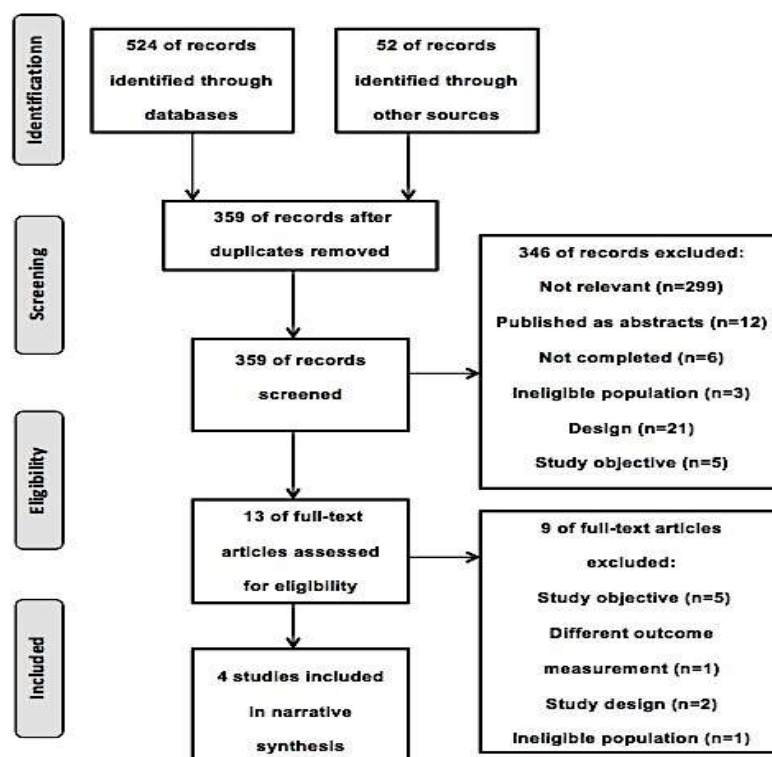 Identificationn
524 of records
identified through
databases
52 of records
identified through
other sources
Screening
359 of records after
duplicates removed
359 of records
screened
346 of records excluded:
Not relevant (n=299)
Published as abstracts (n=12)
Not completed (n=6)
Ineligible population (n=3)
Design (n=21)
Study objective (n=5)
Eligibility
13 of full-text
articles assessed
for eligibility
9 of full-text articles
excluded:
Study objective (n=5)
Different outcome
measurement (n=1)
Study design (n=2)
Ineligible population (n=1)
Included
4 studies included
in narrative
synthesis